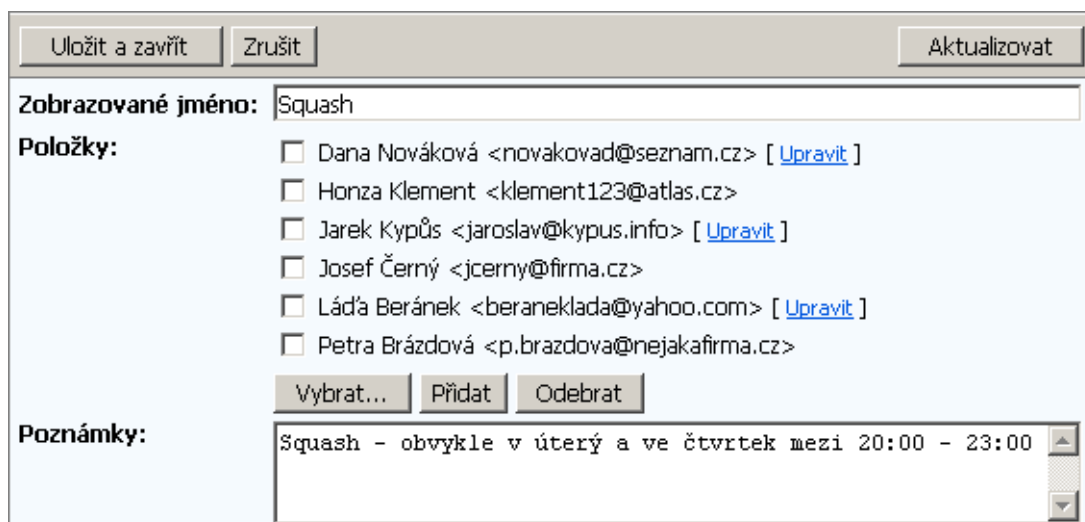 Uložit a zavřít Zrušit Aktualizovat
Zobrazované jméno: Squash
Položky:
Dana Nováková <novakovad@seznam.cz> [ Upravit ]
Honza Klement <klement123@atlas.cz>
Jarek Kypůs <jaroslav@kypus.info> [ Upravit ]
Josef Černý <jcerny@firma.cz>
Láďa Beránek <beraneklada@yahoo.com> [ Upravit ]
Petra Brázdová <p.brazdova@nejakafirma.cz>
Vybrat... Přidat Odebrat
Poznámky:
Squash - obvykle v úterý a ve čtvrtek mezi 20:00 - 23:00